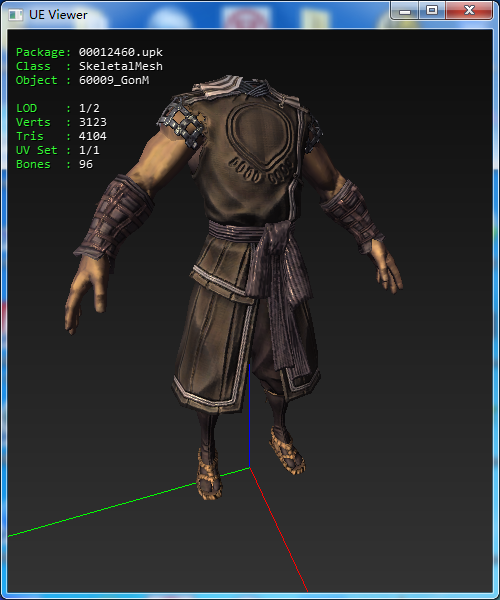 UE Viewer
Package: 00012460.upk
Class : SkeletalMesh
Object : 60009_GonM
LOD : 1/2
Verts : 3123
Tris : 4104
UV Set : 1/1
Bones : 96